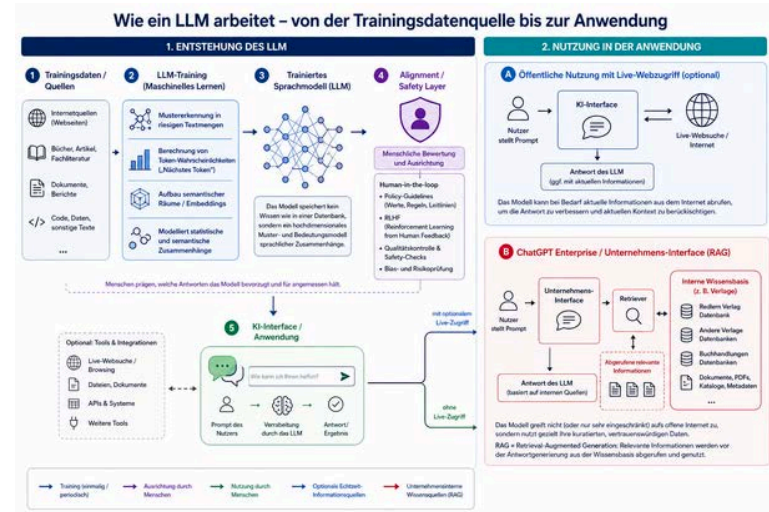 Wie ein LLM arbeitet – von der Trainingsdatenquelle bis zur Anwendung
1. ENTSTEHUNG DES LLM
1
Trainingsdaten /
Quellen
Internetquellen
(Webseiten)
Bücher, Artikel,
Fachliteratur
Dokumente,
Berichte
</> Code, Daten,
sonstige Texte
...
2
LLM-Training
(Maschinelles Lernen)
Mustererkennung in
riesigen Textmengen
Berechnung von
Token-Wahrscheinlichkeiten
(„Nächstes Token")
Aufbau semantischer
Räume / Embeddings
Modelliert statistische
und semantische
Zusammenhänge
3
Trainiertes
Sprachmodell (LLM)
Das Modell speichert kein
Wissen wie in einer Datenbank,
sondern ein hochdimensionales
Muster- und Bedeutungsmodell
sprachlicher Zusammenhänge.
4
Alignment /
Safety Layer
Menschliche Bewertung
und Ausrichtung
Human-in-the-loop
• Policy-Guidelines
(Werte, Regeln, Leitlinien)
• RLHF
(Reinforcement Learning
from Human Feedback)
• Qualitätskontrolle &
Safety-Checks
• Bias- und Risikoprüfung
Menschen prägen, welche Antworten das Modell bevorzugt und für angemessen hält.
Optional: Tools & Integrationen
Live-Websuche /
Browsing
Dateien, Dokumente
APIs & Systeme
Weitere Tools
5
KI-Interface /
Anwendung
Wie kann ich Ihnen helfen?
Prompt des
Nutzers
Verarbeitung
durch das LLM
Antwort/
Ergebnis
mit optionalem
Live-Zugriff
ohne
Live-Zugriff
Training (einmalig /
periodisch)
Ausrichtung durch
Menschen
Nutzung durch
Menschen
Optionale Echtzeit-
Informationsquellen
Unternehmensinterne
Wissensquellen (RAG)
2. NUTZUNG IN DER ANWENDUNG
A
Öffentliche Nutzung mit Live-Webzugriff (optional)
Nutzer
stellt Prompt
KI-Interface
Live-Websuche /
Internet
Antwort des LLM
(ggf. mit aktuellen Informationen)
Das Modell kann bei Bedarf aktuelle Informationen aus dem Internet abrufen,
um die Antwort zu verbessern und aktuellen Kontext zu berücksichtigen.
B
ChatGPT Enterprise / Unternehmens-Interface (RAG)
Nutzer
stellt Prompt
Unternehmens-
Interface
Retriever
Interne Wissensbasis
(z. B. Verlage)
Redlern Verlag
Datenbank
Andere Verlage
Datenbanken
Buchhandlungen
Datenbanken
Dokumente, PDFs,
Kataloge, Metadaten
...
Abgerufene relevante
Informationen
Antwort des LLM
(basiert auf internen Quellen)
Das Modell greift nicht (oder nur sehr eingeschränkt) aufs offene Internet zu,
sondern nutzt gezielt Ihre kuratierten, vertrauenswürdigen Daten.
RAG = Retrieval-Augmented Generation: Relevante Informationen werden vor
der Antwortgenerierung aus der Wissensbasis abgerufen und genutzt.